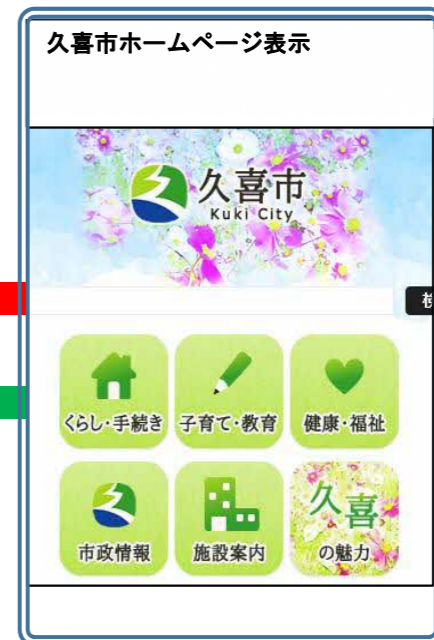 久喜市ホームページ表示
久喜市
Kuki City
くらし・手続き 子育て・教育 健康・福祉
市政情報 施設案内 久喜
の魅力